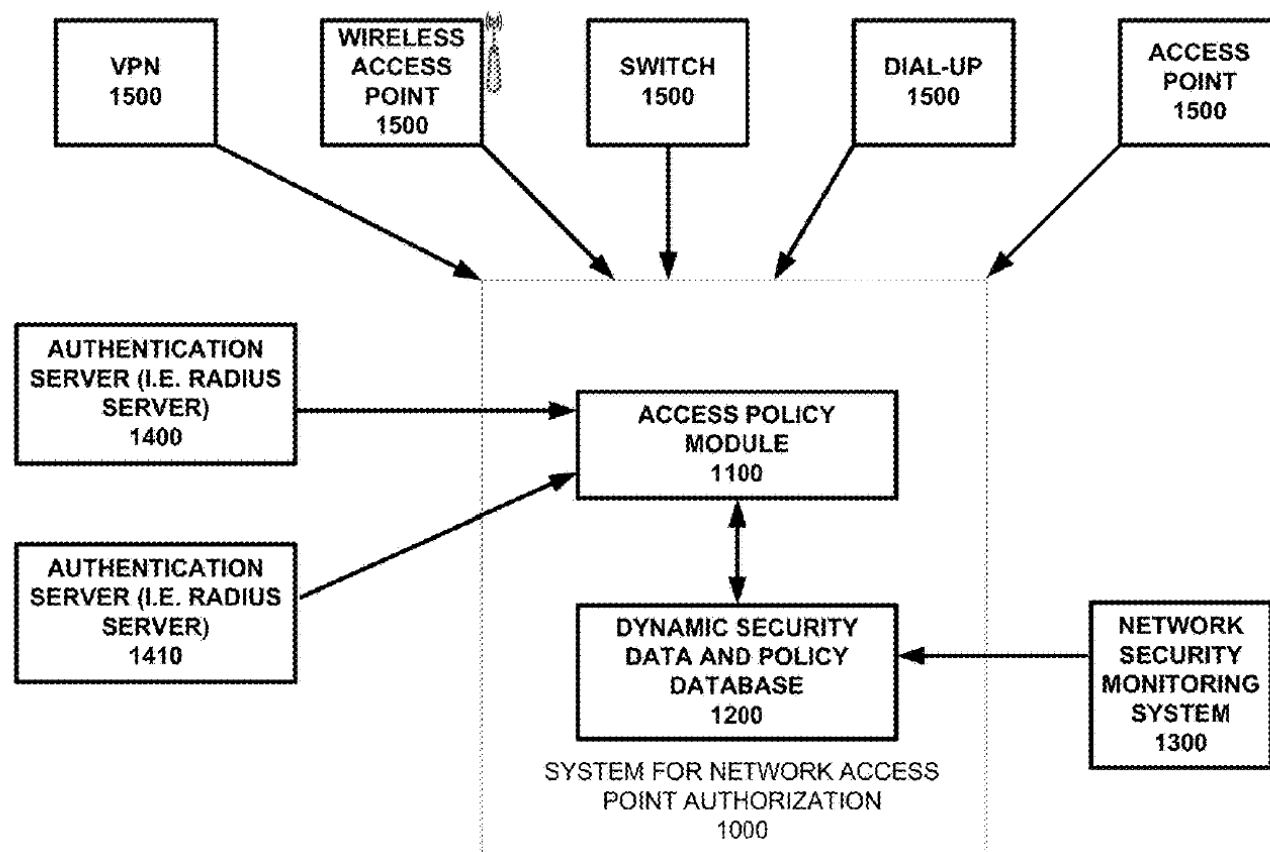 VPN
1500
WIRELESS
ACCESS
POINT
1500
SWITCH
1500
DIAL-UP
1500
ACCESS
POINT
1500
AUTHENTICATION
SERVER (I.E. RADIUS
SERVER)
1400
ACCESS POLICY
MODULE
1100
AUTHENTICATION
SERVER (I.E. RADIUS
SERVER)
1410
DYNAMIC SECURITY
DATA AND POLICY
DATABASE
1200
NETWORK
SECURITY
MONITORING
SYSTEM
1300
SYSTEM FOR NETWORK ACCESS
POINT AUTHORIZATION
1000